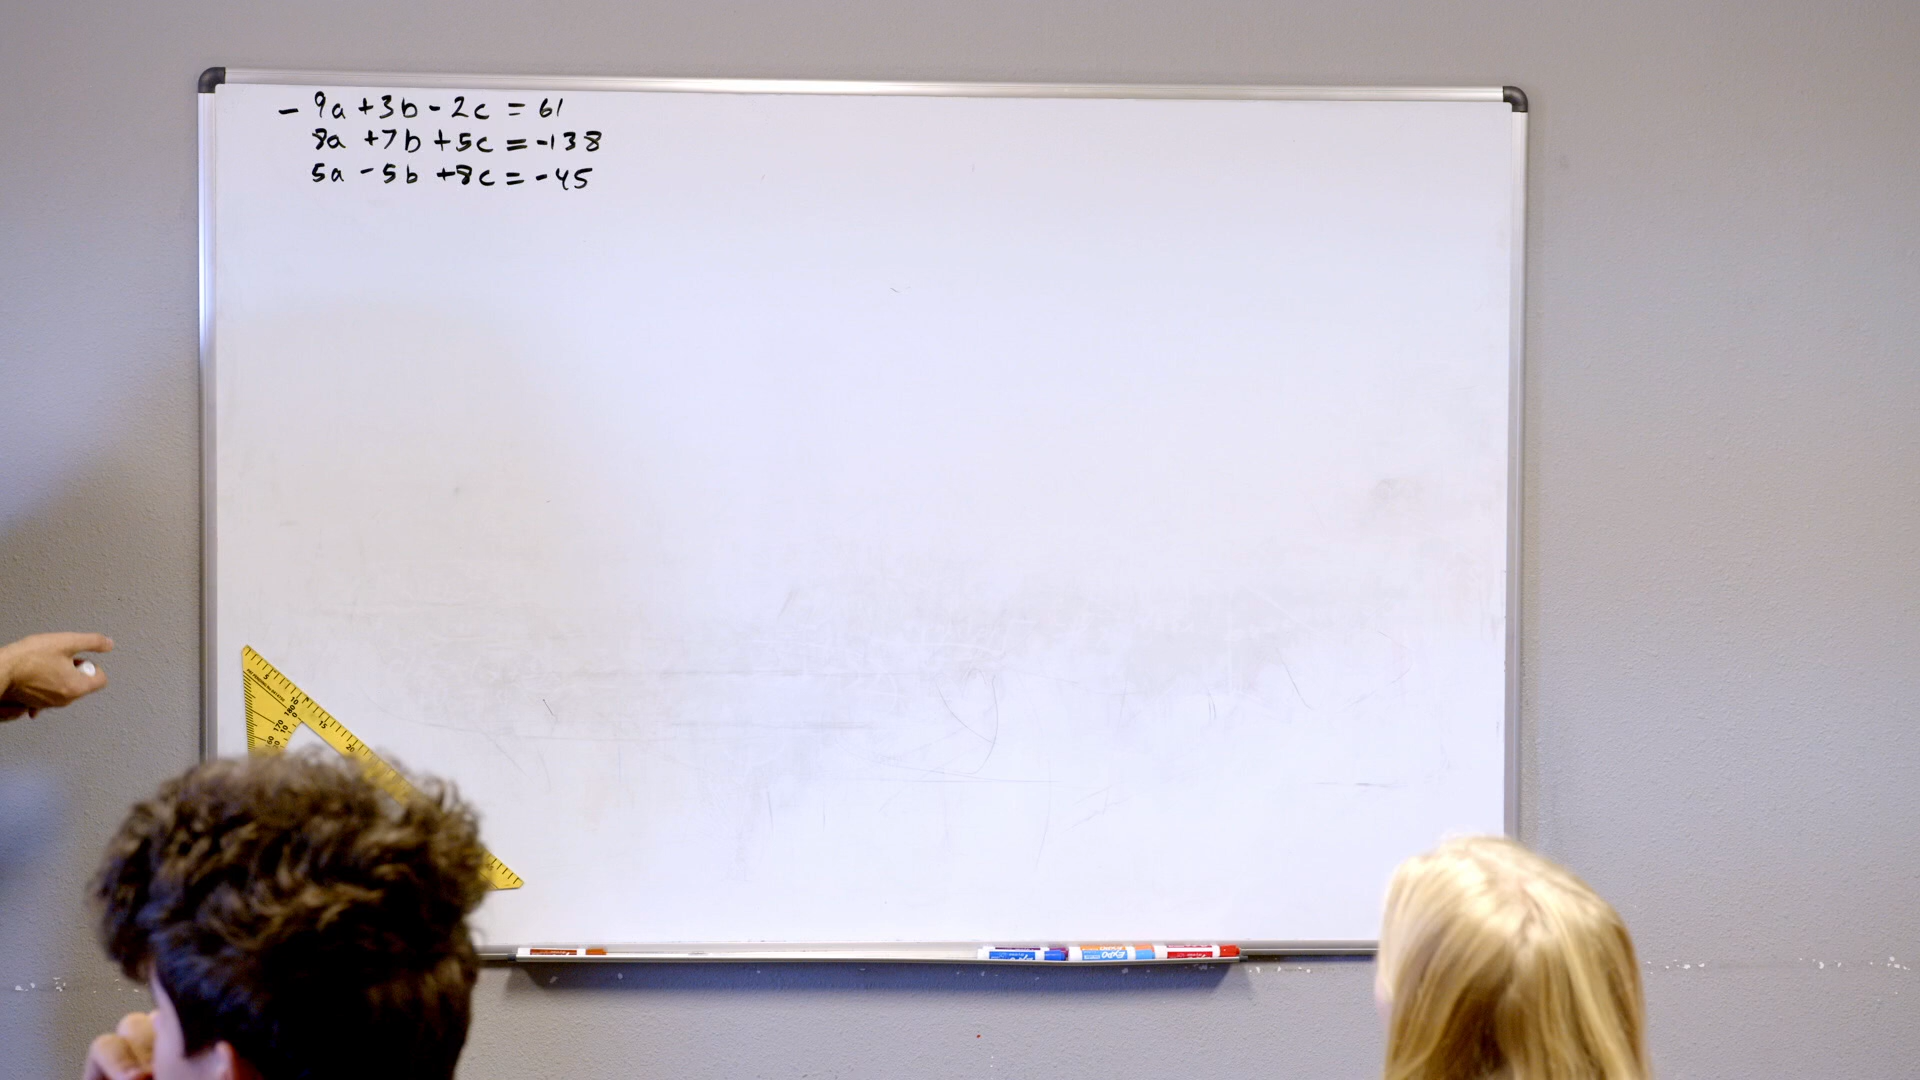 - 9a + 3b - 2c = 61
8a + 7b + 5c = -138
5a - 5b + 8c = -45